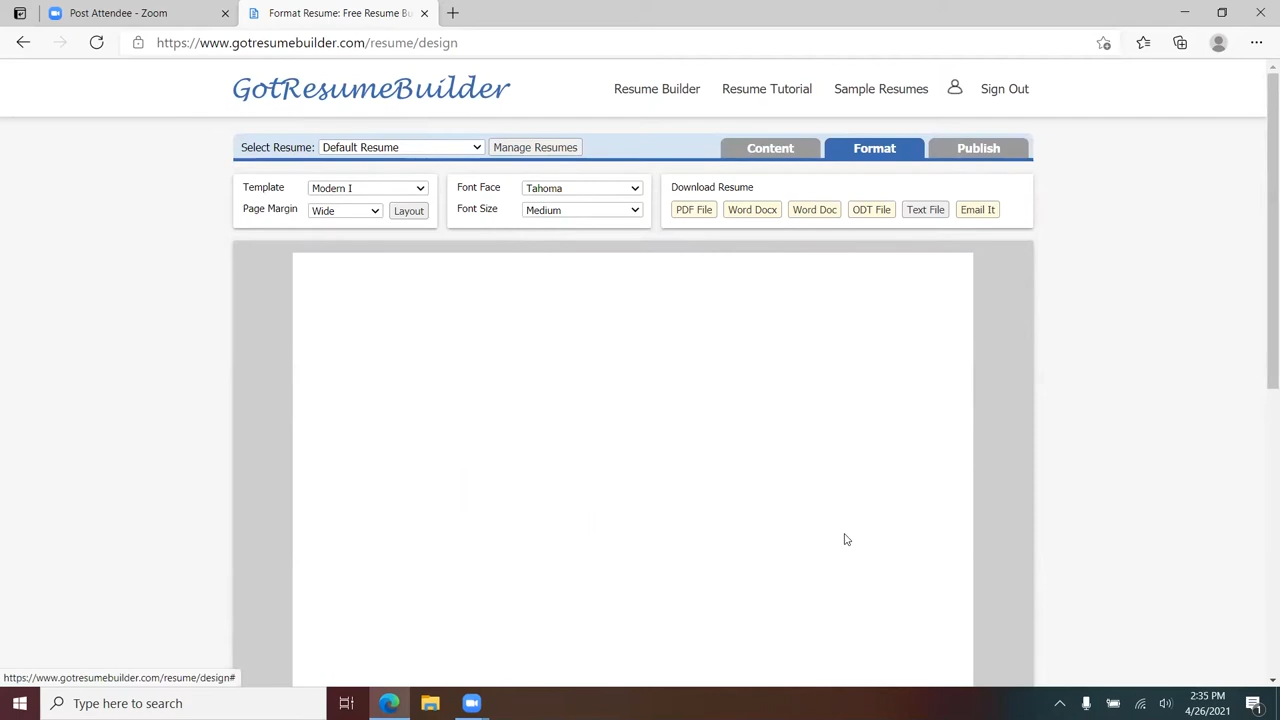 Post Attendee - Zoom
Format Resume: Free Resume Bu
https://www.gotresumebuilder.com/resume/design
GotResumeBuilder
Resume Builder
Resume Tutorial
Sample Resumes
Sign Out
Select Resume:
Default Resume
Manage Resumes
Content
Format
Publish
Template
Modern I
Page Margin
Wide
Layout
Font Face
Tahoma
Font Size
Medium
Download Resume
PDF File
Word Docx
Word Doc
ODT File
Text File
Email It
https://www.gotresumebuilder.com/resume/design#
Type here to search
2:35 PM
4/26/2021
1